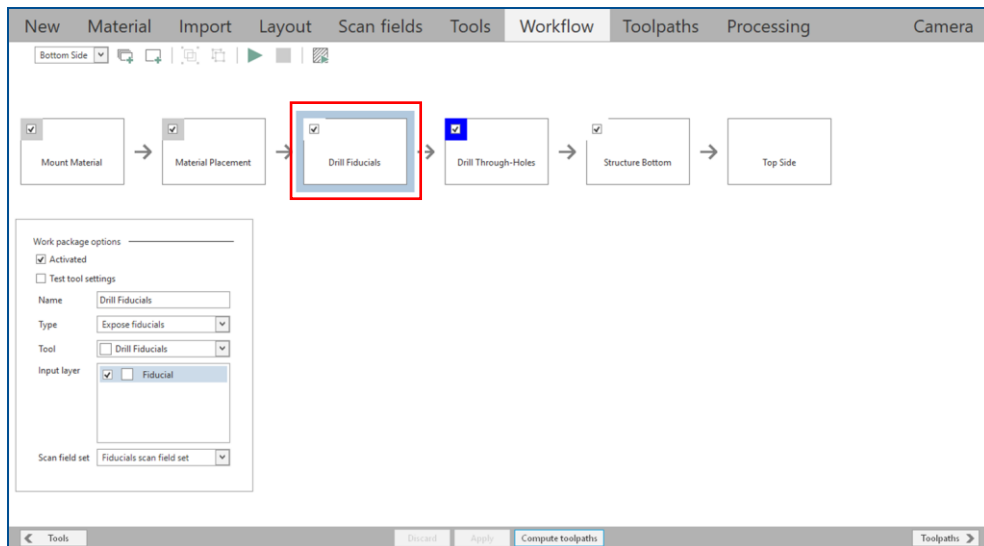 New Material Import Layout Scan fields Tools Workflow Toolpaths Processing Camera
Bottom Side
Mount Material
Material Placement
Drill Fiducials
Drill Through-Holes
Structure Bottom
Top Side
Work package options
Activated
Test tool settings
Name Drill Fiducials
Type Expose fiducials
Tool Drill Fiducials
Input layer Fiducial
Scan field set Fiducials scan field set
Tools Discard Apply Compute toolpaths Toolpaths